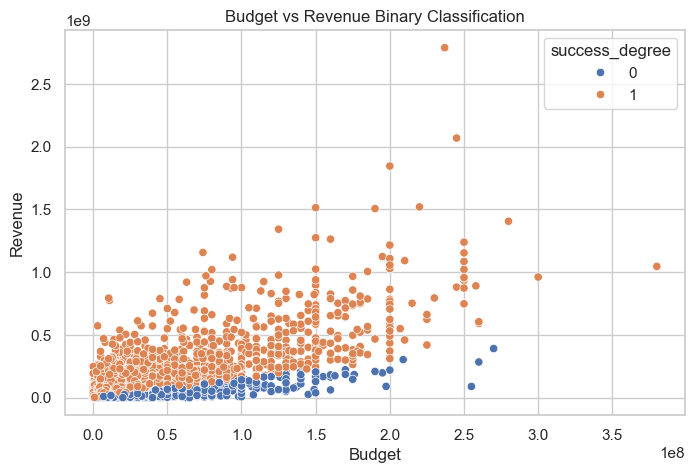 Budget vs Revenue Binary Classification
1e9
success_degree
0
1
2.5
2.0
1.5
1.0
0.5
0.0
Revenue
0.0 0.5 1.0 1.5 2.0 2.5 3.0 3.5
1e8
Budget